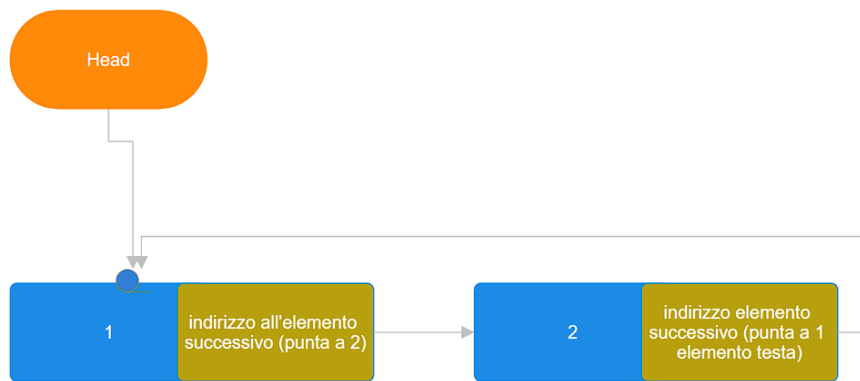 Head
1
indirizzo all'elemento
successivo (punta a 2)
2
indirizzo elemento
successivo (punta a 1
elemento testa)